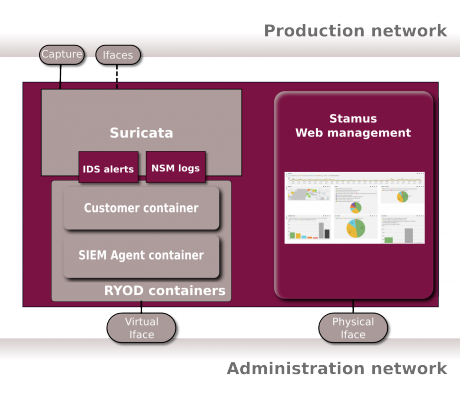 Production network
Capture
Ifaces
Suricata
Stamus
Web management
IDS alerts
NSM logs
Customer container
SIEM Agent container
RYOD containers
Virtual
Iface
Physical
Iface
Administration network